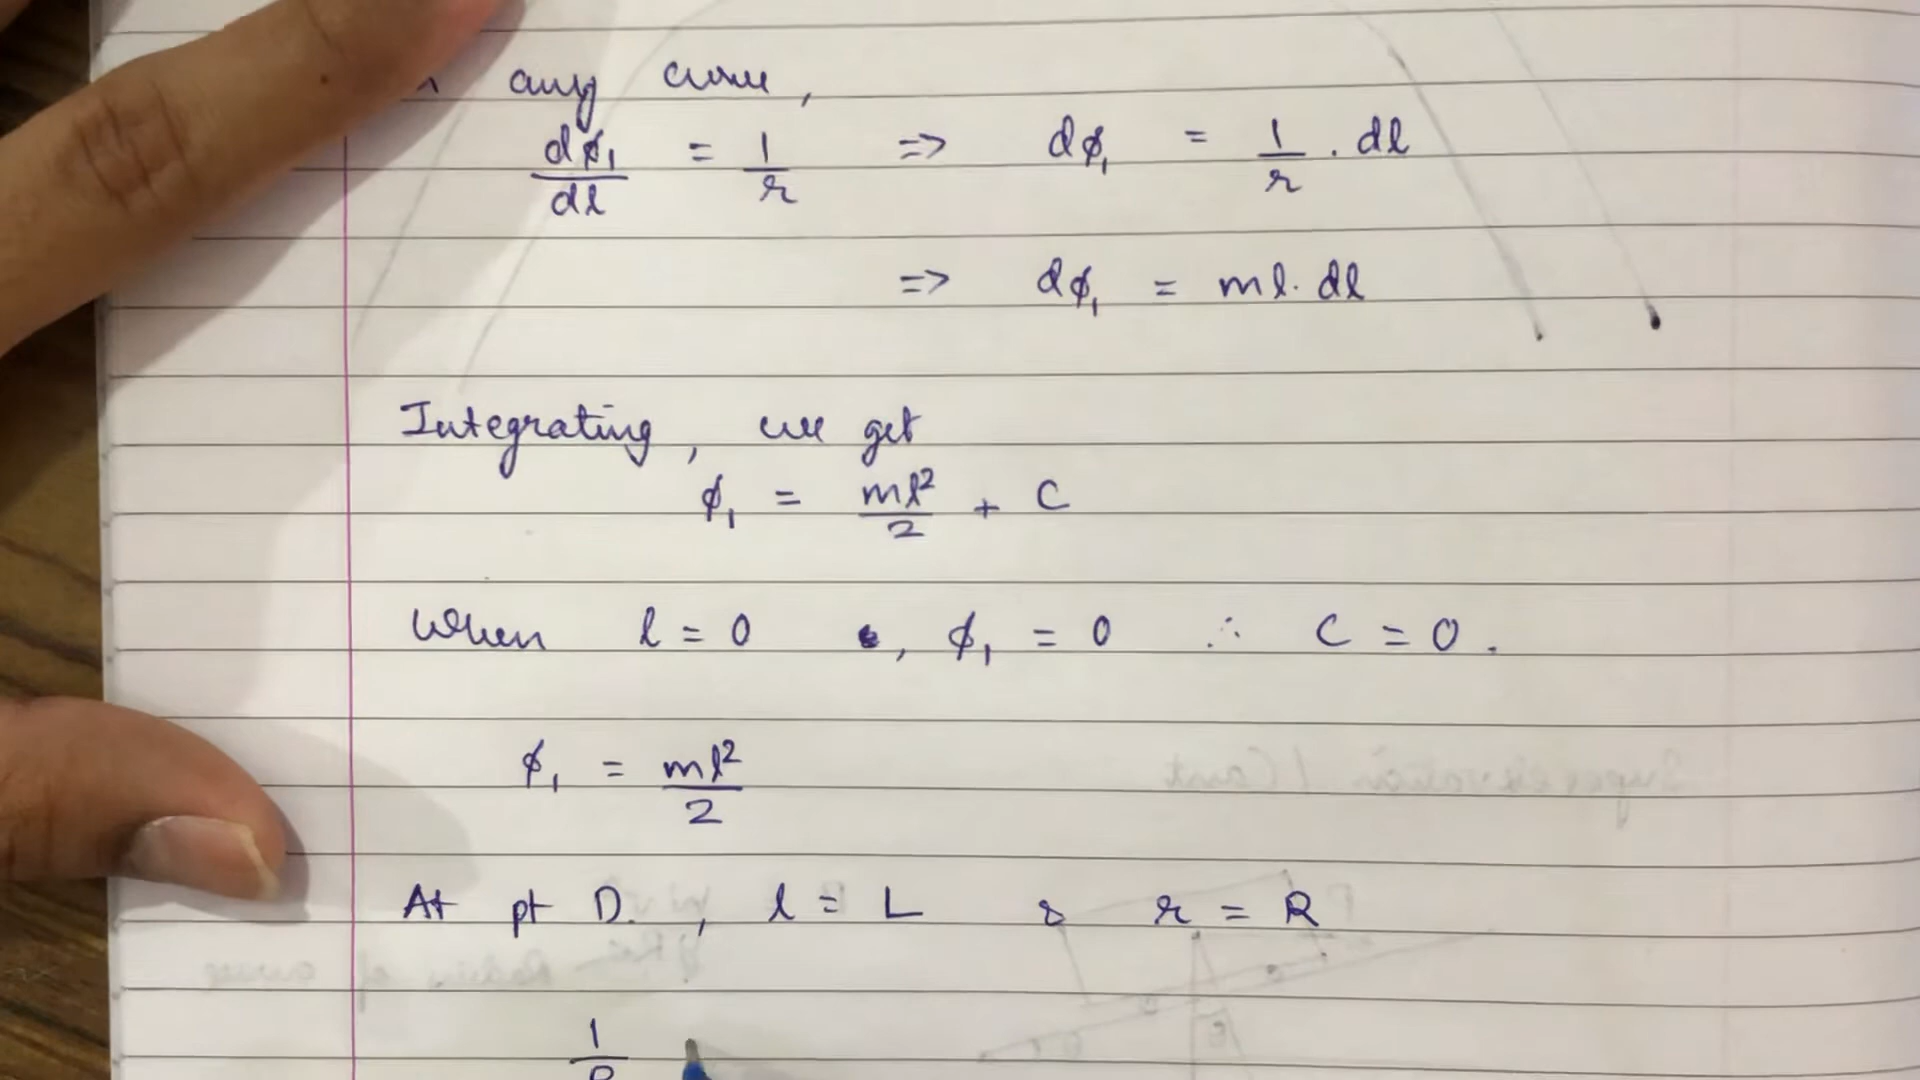 any curve,
dϕ₁/dl = 1/r => dϕ₁ = 1/r . dl
=> dϕ₁ = ml. dl
Integrating, we get
ϕ₁ = ml²/2 + C
When l = 0 , ϕ₁ = 0 ∴ C = 0.
ϕ₁ = ml²/2
At pt D., l = L & r = R
1/R